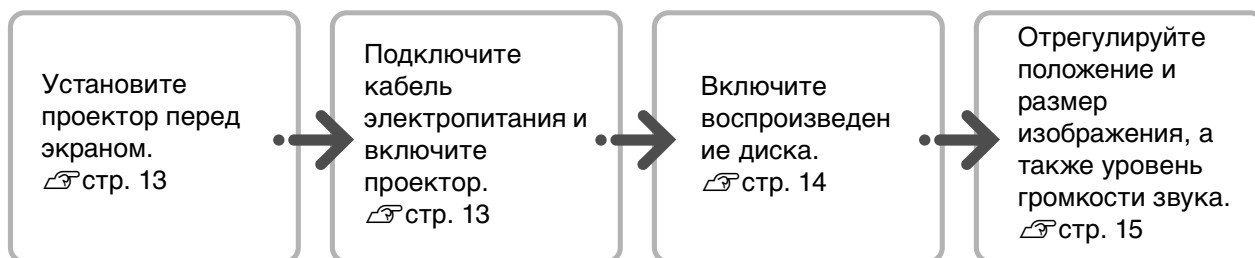 Установите
проектор перед
экраном.
стр. 13
Подключите
кабель
электропитания и
включите
проектор.
стр. 13
Включите
воспроизведен
ие диска.
стр. 14
Отрегулируйте
положение и
размер
изображения, а
также уровень
громкости звука.
стр. 15